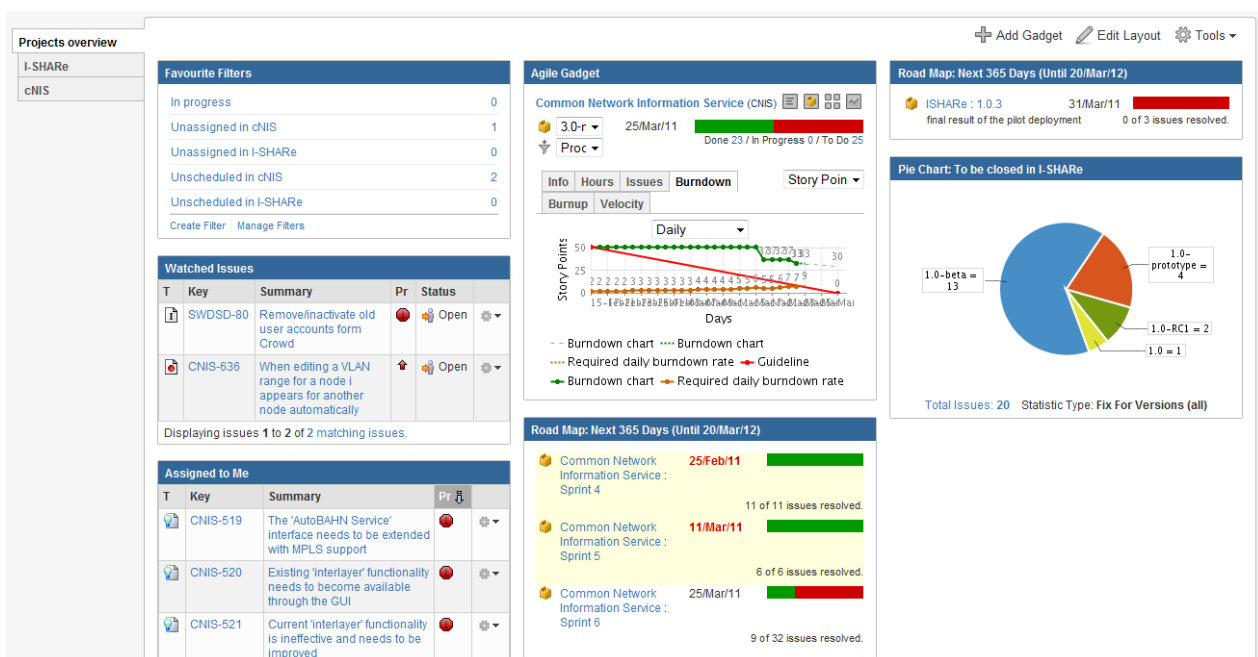 Add Gadget Edit Layout Tools
Projects overview
I-SHARe
cNIS
Favourite Filters
In progress 0
Unassigned in cNIS 1
Unassigned in I-SHARe 0
Unscheduled in cNIS 2
Unscheduled in I-SHARe 0
Create Filter Manage Filters
Watched Issues
T Key Summary Pr Status
SWDSD-80 Remove/inactivate old Open
user accounts form
Crowd
CNIS-636 When editing a VLAN Open
range for a node i
appears for another
node automatically
Displaying issues 1 to 2 of 2 matching issues.
Assigned to Me
T Key Summary Pr
CNIS-519 The 'AutoBAHN Service'
interface needs to be extended
with MPLS support
CNIS-520 Existing 'interlayer' functionality
needs to become available
through the GUI
CNIS-521 Current 'interlayer' functionality
is ineffective and needs to be
improved
Agile Gadget
Common Network Information Service (CNIS)
3.0-r 25/Mar/11
Proc Done 23 / In Progress 0 / To Do 25
Info Hours Issues Burndown Story Poin
Burnup Velocity
Daily
Story Points
50
25
0
30
0
Days
Burndown chart Burndown chart
Required daily burndown rate Guideline
Burndown chart Required daily burndown rate
Road Map: Next 365 Days (Until 20/Mar/12)
Common Network 25/Feb/11
Information Service :
Sprint 4
11 of 11 issues resolved.
Common Network 11/Mar/11
Information Service :
Sprint 5
6 of 6 issues resolved.
Common Network 25/Mar/11
Information Service :
Sprint 6
9 of 32 issues resolved.
Road Map: Next 365 Days (Until 20/Mar/12)
ISHARe : 1.0.3 31/Mar/11
final result of the pilot deployment 0 of 3 issues resolved.
Pie Chart: To be closed in I-SHARe
1.0-beta =
13
1.0-
prototype =
4
1.0-RC1 = 2
1.0 = 1
Total Issues: 20 Statistic Type: Fix For Versions (all)